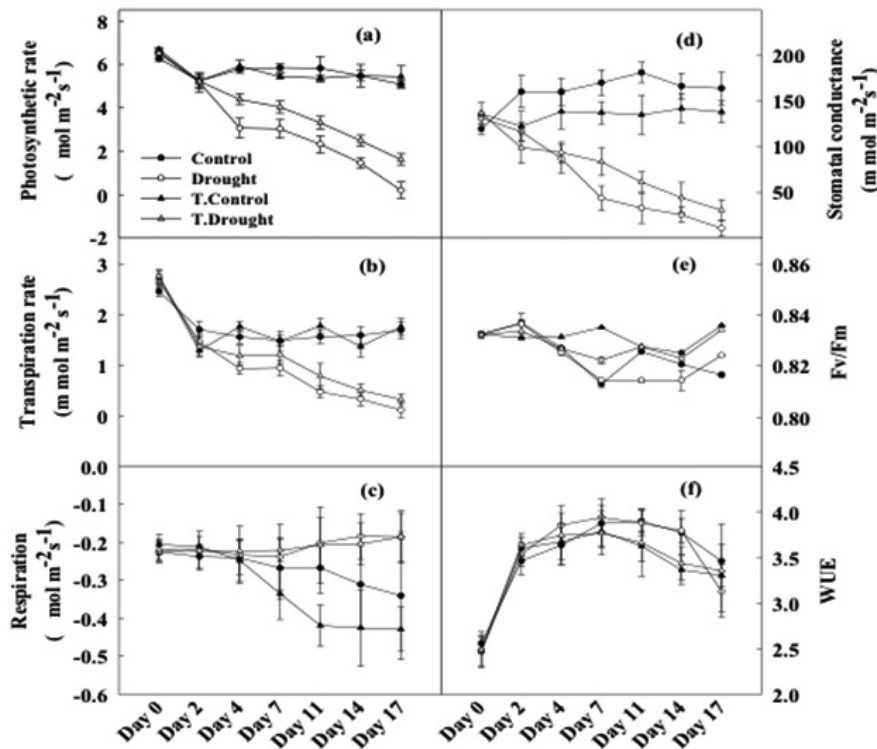 (a)
8
6
4
2
0
-2
Photosynthetic rate
( mol m-2s-1)
Control
Drought
T.Control
T.Drought
(d)
200
150
100
50
Stomatal conductance
(m mol m-2s-1)
(b)
3
2
1
0
Transpiration rate
(m mol m-2 s-1)
(e)
0.86
0.84
0.82
0.80
Fv/Fm
(c)
0.0
-0.1
-0.2
-0.3
-0.4
-0.5
-0.6
Respiration
( mol m-2s-1)
(f)
4.5
4.0
3.5
3.0
2.5
2.0
WUE
Day 0 Day 2 Day 4 Day 7 Day 11 Day 14 Day 17
Day 0 Day 2 Day 4 Day 7 Day 11 Day 14 Day 17